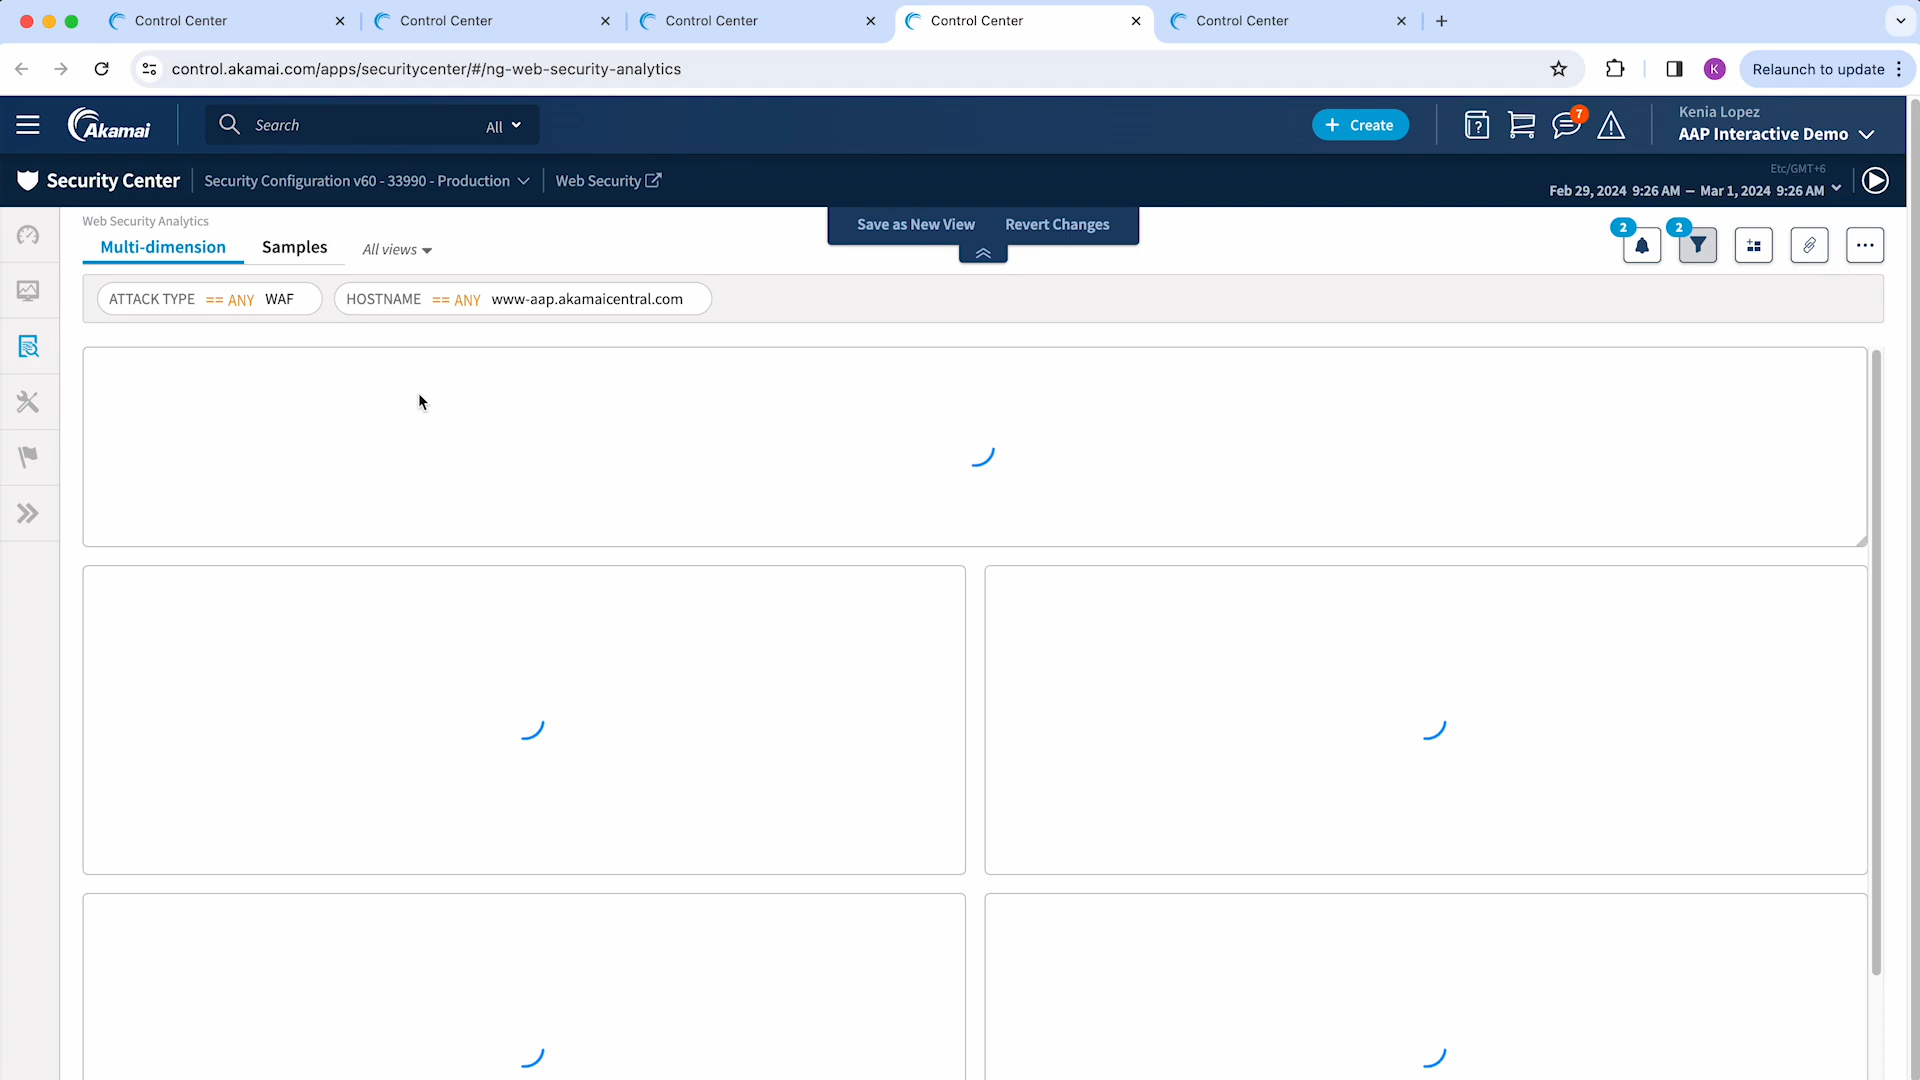 Control Center
Control Center
Control Center
Control Center
Control Center
control.akamai.com/apps/securitycenter/#/ng-web-security-analytics
K
Relaunch to update
Akamai
Search
All
+ Create
?
7
Kenia Lopez
AAP Interactive Demo
Security Center
Security Configuration v60 - 33990 - Production
Web Security
Etc/GMT+6
Feb 29, 2024 9:26 AM — Mar 1, 2024 9:26 AM
Web Security Analytics
Multi-dimension
Samples
All views
Save as New View
Revert Changes
2
2
ATTACK TYPE == ANY WAF
HOSTNAME == ANY www-aap.akamaicentral.com